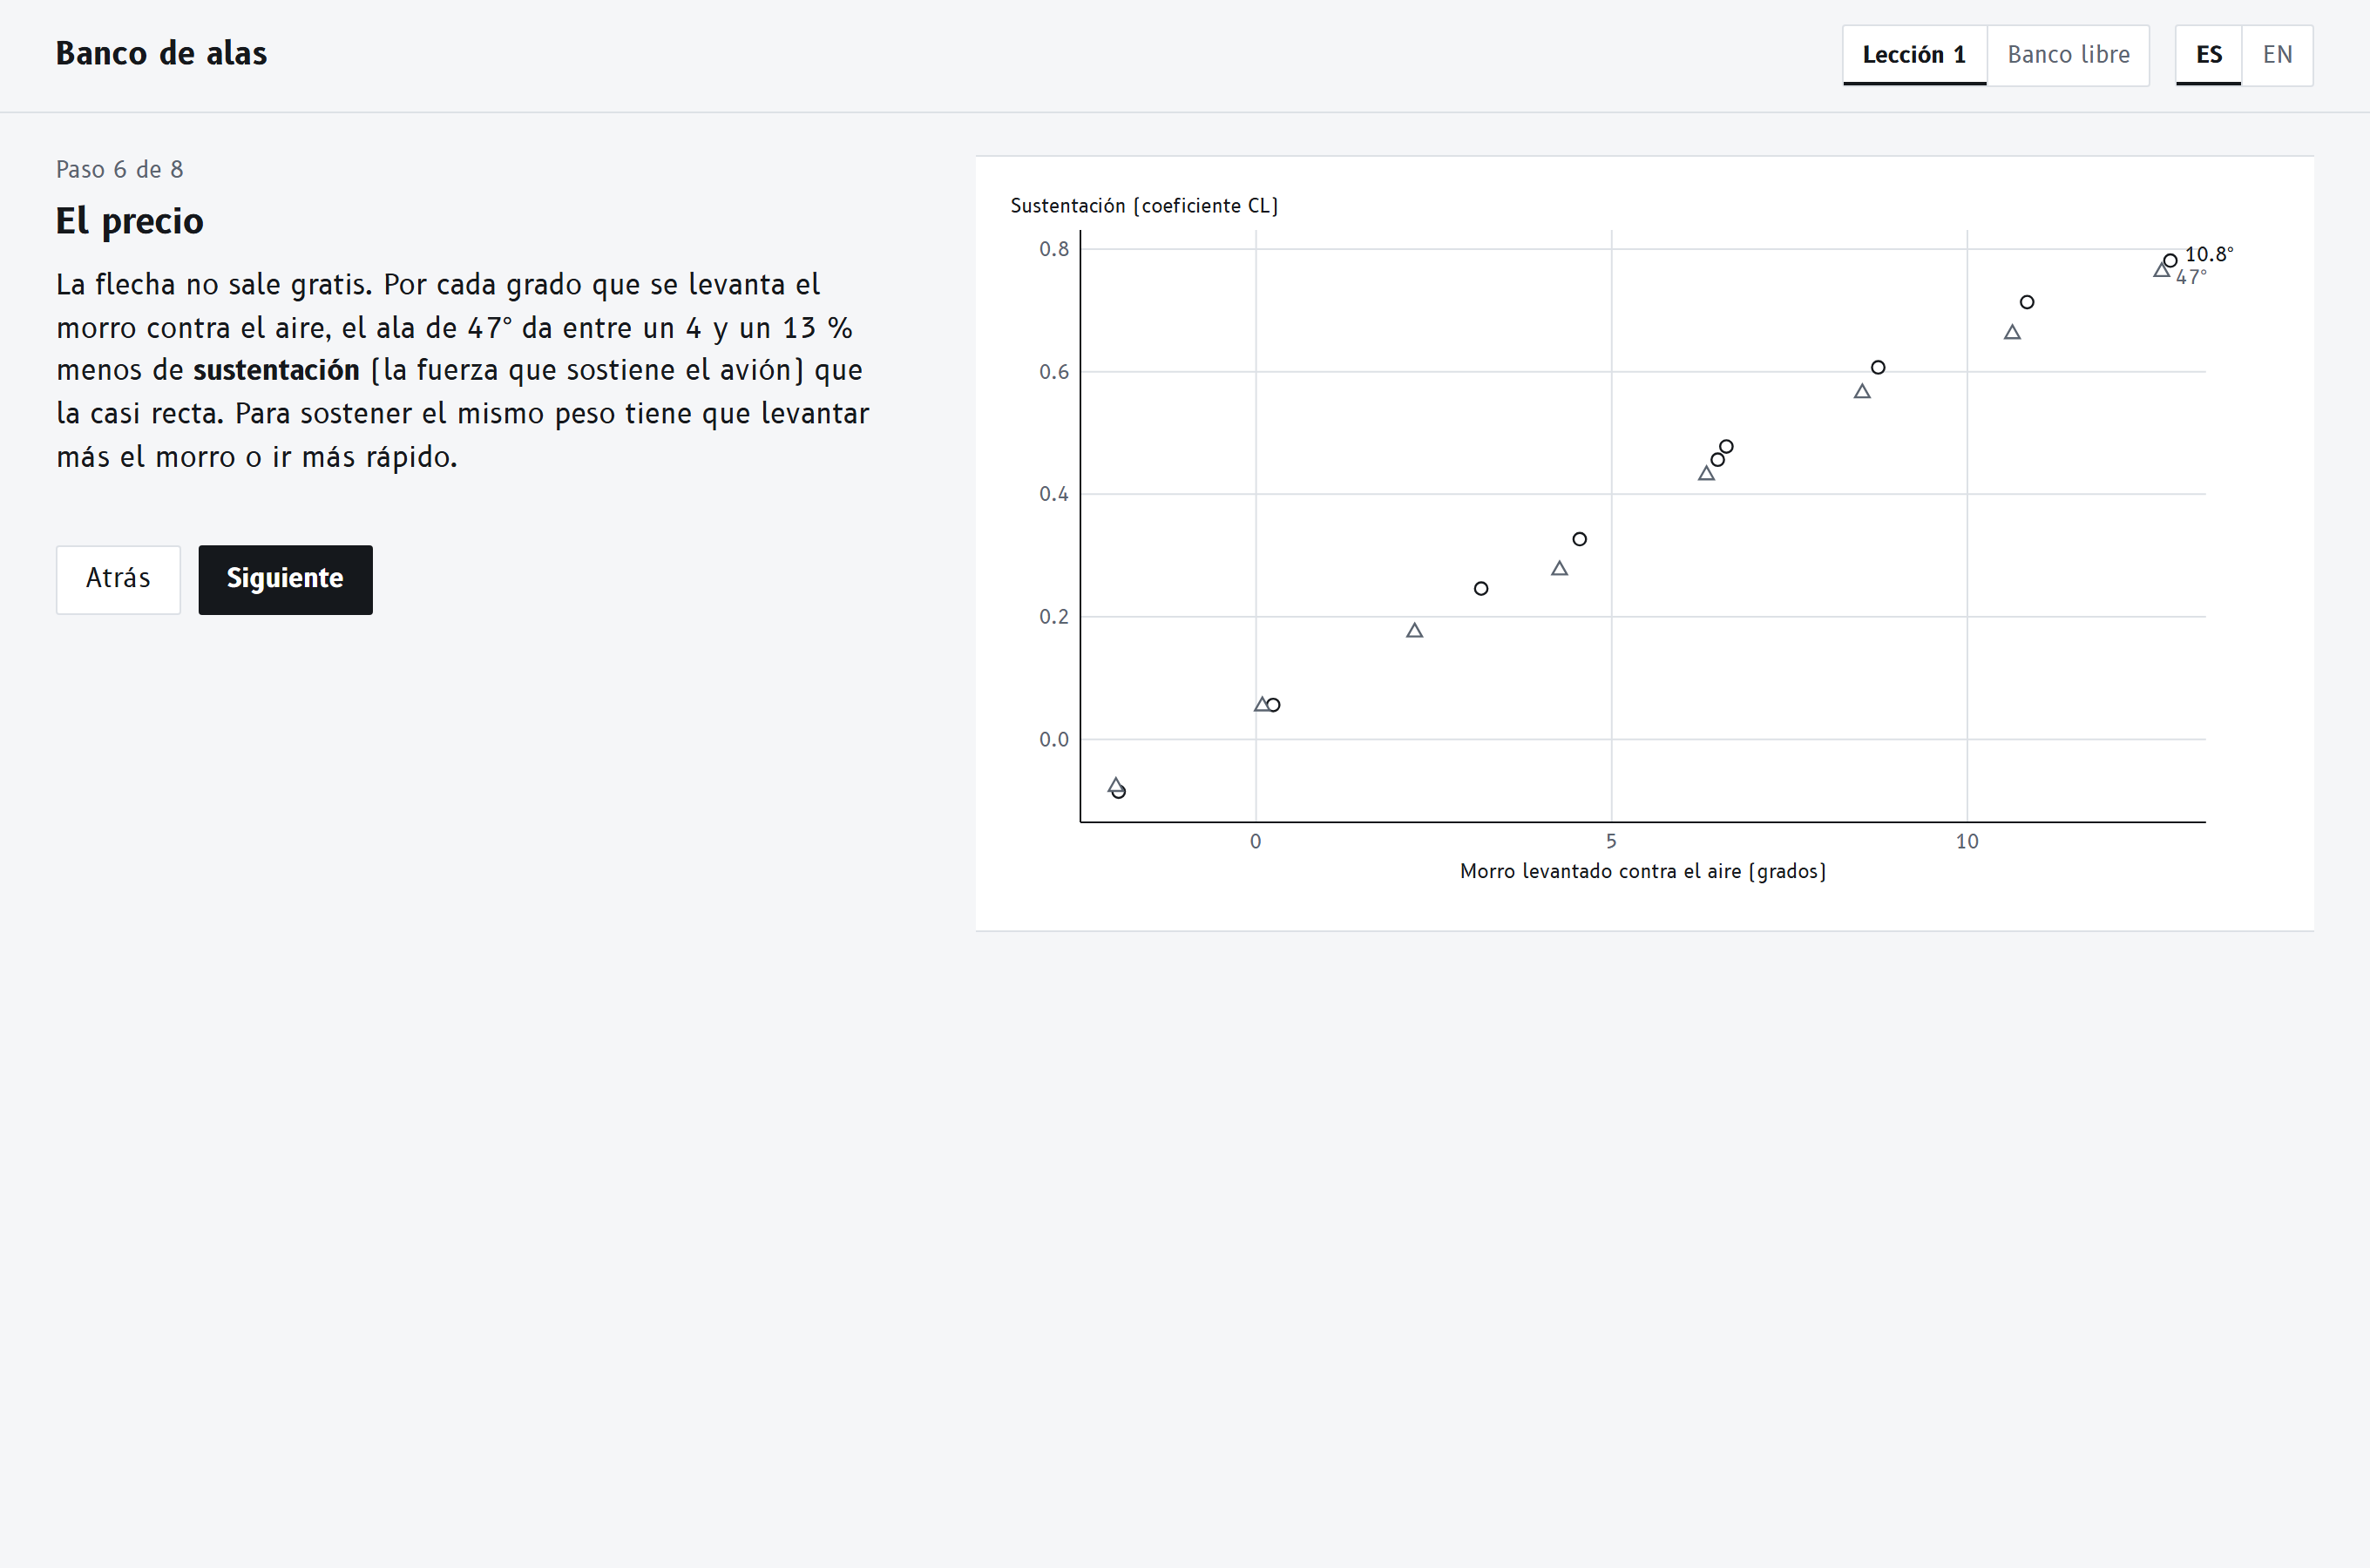 Banco de alas
Lección 1
Banco libre
ES
EN
Paso 6 de 8
El precio
La flecha no sale gratis. Por cada grado que se levanta el
morro contra el aire, el ala de 47° da entre un 4 y un 13 %
menos de sustentación (la fuerza que sostiene el avión) que
la casi recta. Para sostener el mismo peso tiene que levantar
más el morro o ir más rápido.
Atrás
Siguiente
Sustentación (coeficiente CL)
0.8
0.6
0.4
0.2
0.0
10.8°
47°
0
5
10
Morro levantado contra el aire (grados)